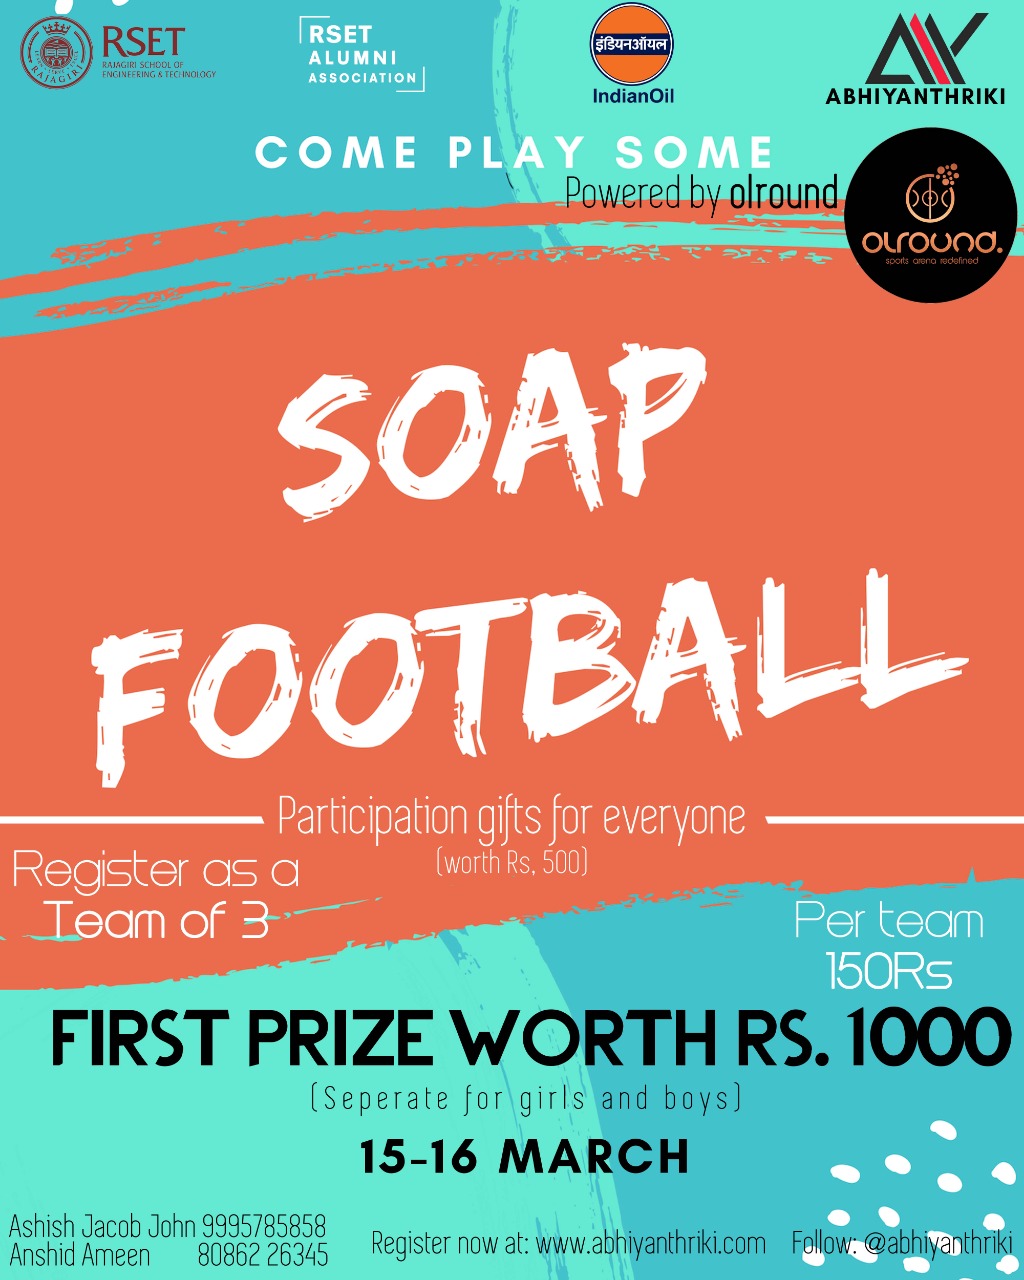 RSET
RAJAGIRI SCHOOL OF
ENGINEERING & TECHNOLOGY
RAJAGIRI
RSET
ALUMNI
ASSOCIATION
इंडियनऑयल
IndianOil
ABHIYANTHRIKI
COME PLAY SOME
Powered by olround
olround.
sports arena redefined
SOAP
FOOTBALL
Participation gifts for everyone
(worth Rs, 500)
Register as a
Team of 3
Per team
150Rs
FIRST PRIZE WORTH RS. 1000
(Seperate for girls and boys)
15-16 MARCH
Ashish Jacob John 9995785858
Anshid Ameen 80862 26345
Register now at: www.abhiyanthriki.com
Follow: @abhiyanthriki